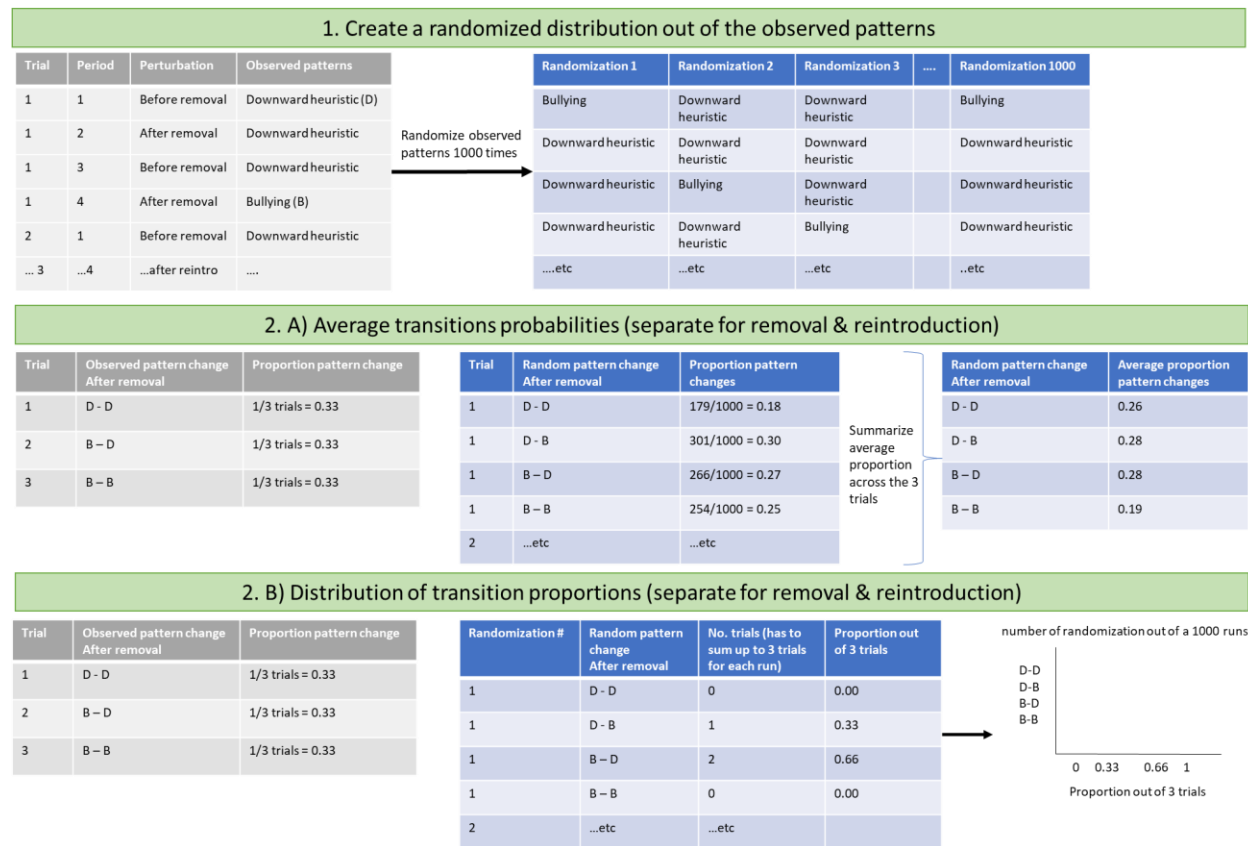 1. Create a randomized distribution out of the observed patterns
Trial Period Perturbation Observed patterns
1 1 Before removal Downward heuristic (D)
1 2 After removal Downward heuristic
1 3 Before removal Downward heuristic
1 4 After removal Bullying (B)
2 1 Before removal Downward heuristic
... 3 ...4 ...after reintro ....
Randomize observed
patterns 1000 times
Randomization 1 Randomization 2 Randomization 3 .... Randomization 1000
Bullying Downward heuristic Downward heuristic Bullying
Downward heuristic Downward heuristic Downward heuristic Downward heuristic
Downward heuristic Bullying Downward heuristic Downward heuristic
Downward heuristic Downward heuristic Bullying Downward heuristic
....etc ...etc ...etc ..etc
2. A) Average transitions probabilities (separate for removal & reintroduction)
Trial Observed pattern change After removal Proportion pattern change
1 D - D 1/3 trials = 0.33
2 B – D 1/3 trials = 0.33
3 B – B 1/3 trials = 0.33
Trial Random pattern change After removal Proportion pattern changes
1 D - D 179/1000 = 0.18
1 D - B 301/1000 = 0.30
1 B – D 266/1000 = 0.27
1 B – B 254/1000 = 0.25
2 ...etc ...etc
Summarize
average
proportion
across the 3
trials
Random pattern change After removal Average proportion pattern changes
D - D 0.26
D - B 0.28
B – D 0.28
B – B 0.19
2. B) Distribution of transition proportions (separate for removal & reintroduction)
Trial Observed pattern change After removal Proportion pattern change
1 D - D 1/3 trials = 0.33
2 B – D 1/3 trials = 0.33
3 B – B 1/3 trials = 0.33
Randomization # Random pattern change After removal No. trials (has to sum up to 3 trials for each run) Proportion out of 3 trials
1 D - D 0 0.00
1 D - B 1 0.33
1 B – D 2 0.66
1 B – B 0 0.00
2 ...etc ...etc
number of randomization out of a 1000 runs
D-D
D-B
B-D
B-B
0 0.33 0.66 1
Proportion out of 3 trials